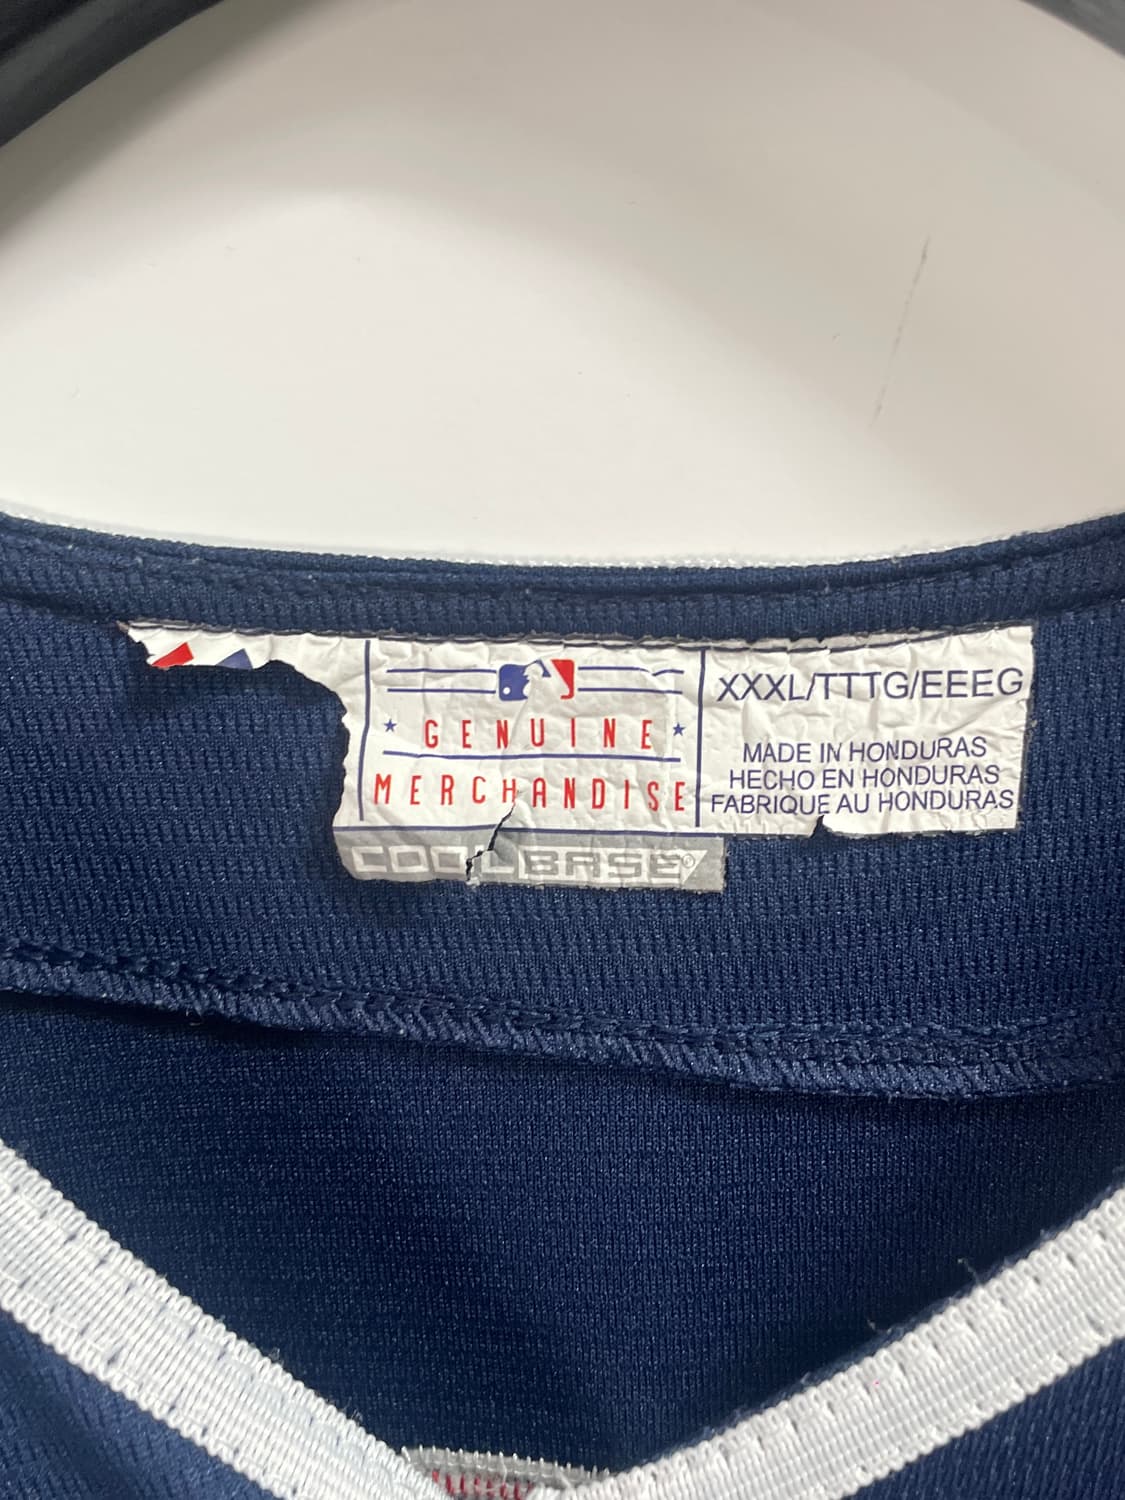 GENUINE
MERCHANDISE
COOLBASE®
XXXL/TTTG/EEEG
MADE IN HONDURAS
HECHO EN HONDURAS
FABRIQUE AU HONDURAS